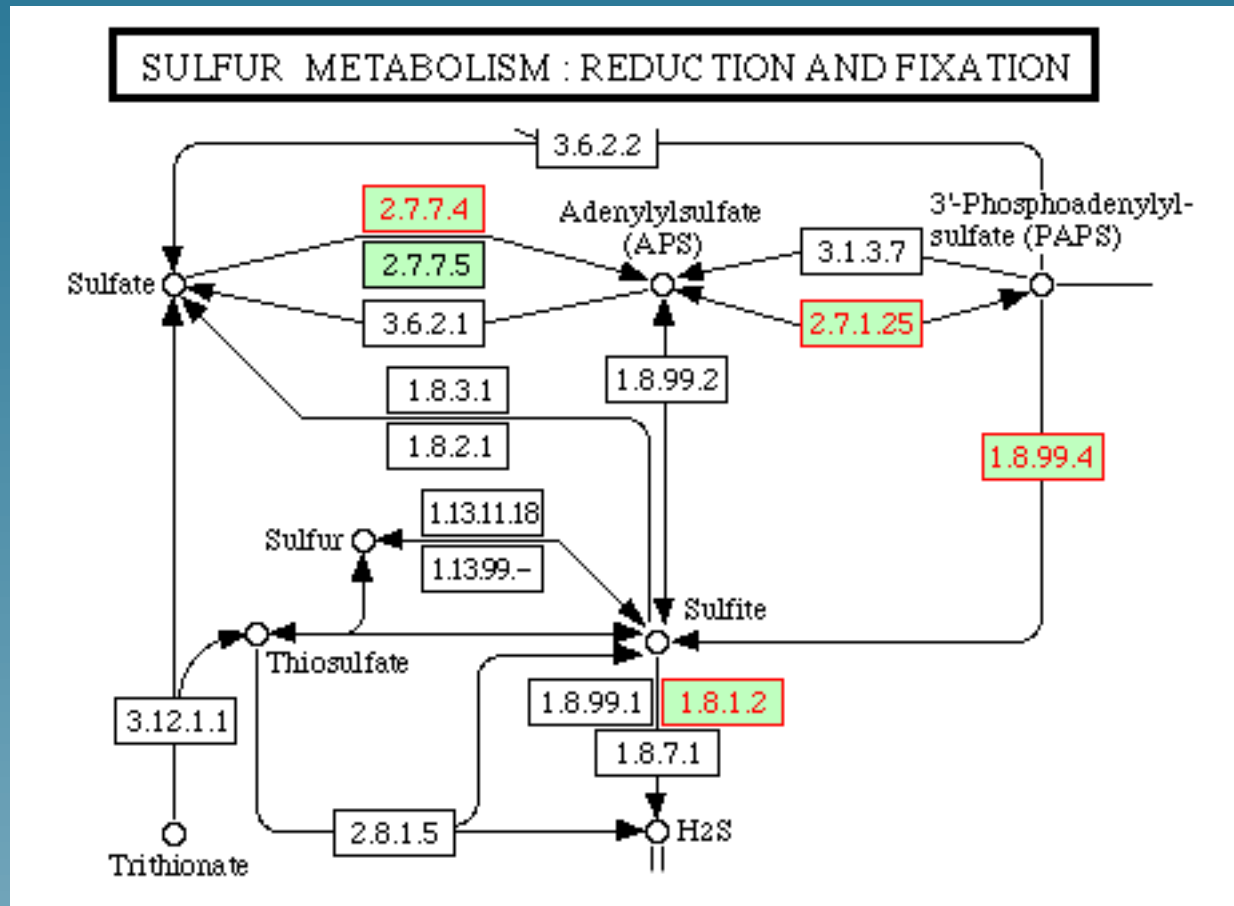 SULFUR METABOLISM : REDUCTION AND FIXATION
3.6.2.2
2.7.7.4
Adenylylsulfate
(APS)
3'-Phosphoadenylyl-
sulfate (PAPS)
3.1.3.7
2.7.7.5
Sulfate
3.6.2.1
2.7.1.25
1.8.99.2
1.8.3.1
1.8.2.1
1.8.99.4
1.13.11.18
Sulfur
1.13.99.–
Sulfite
Thiosulfate
1.8.99.1
1.8.1.2
3.12.1.1
1.8.7.1
2.8.1.5
H2S
Trithionate